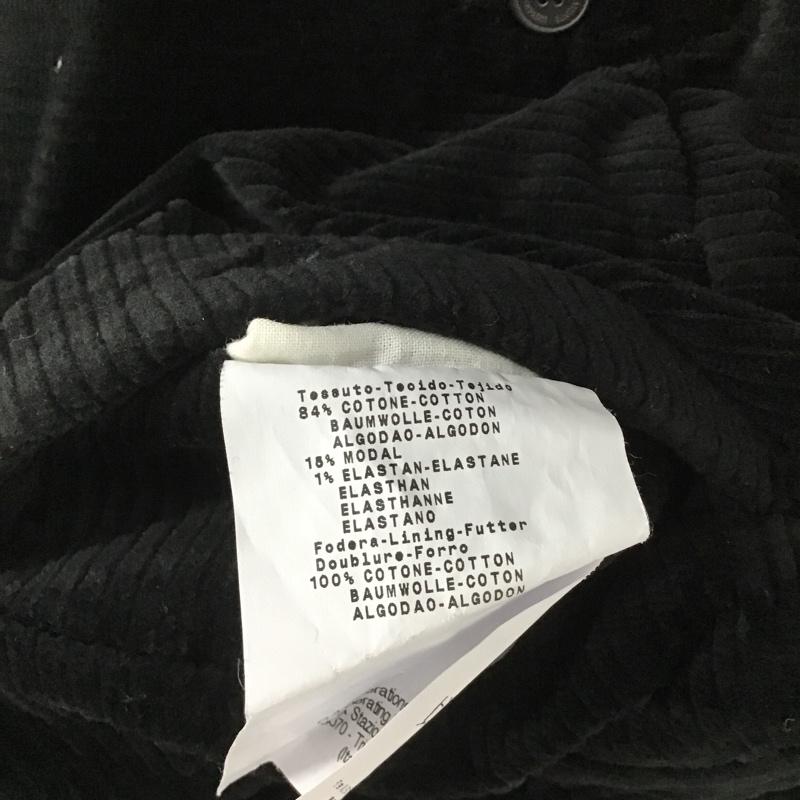 Tessuto-Tecido-Tejido
84% COTONE-COTTON
BAUMWOLLE-COTON
ALGODAO-ALGODON
15% MODAL
1% ELASTAN-ELASTANE
ELASTHAN
ELASTHANNE
ELASTANO
Fodera-Lining-Futter
Doublure-Forro
100% COTONE-COTTON
BAUMWOLLE-COTON
ALGODAO-ALGODON